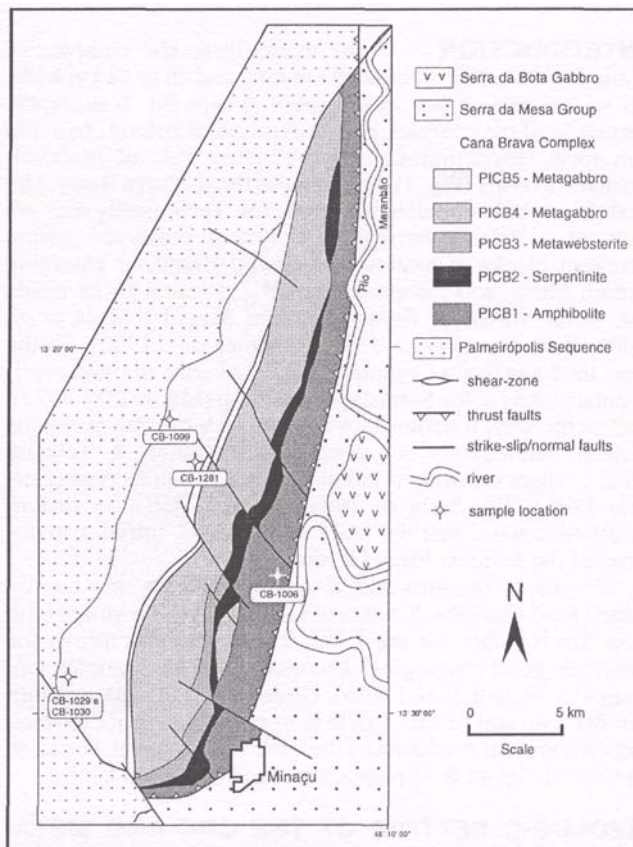 Serra da Bota Gabbro
Serra da Mesa Group
Cana Brava Complex
PICB5 - Metagabbro
PICB4 - Metagabbro
PICB3 - Metawebsterite
PICB2 - Serpentinite
PICB1 - Amphibolite
Palmeirópolis Sequence
shear-zone
thrust faults
strike-slip/normal faults
river
sample location
Maranhão
Rio
13 20' 00"
CB-1099
CB-1281
CB-1006
CB-1029 e
CB-1030
N
13 30' 00"
0 5 km
Scale
Minaçu
48 10' 00"